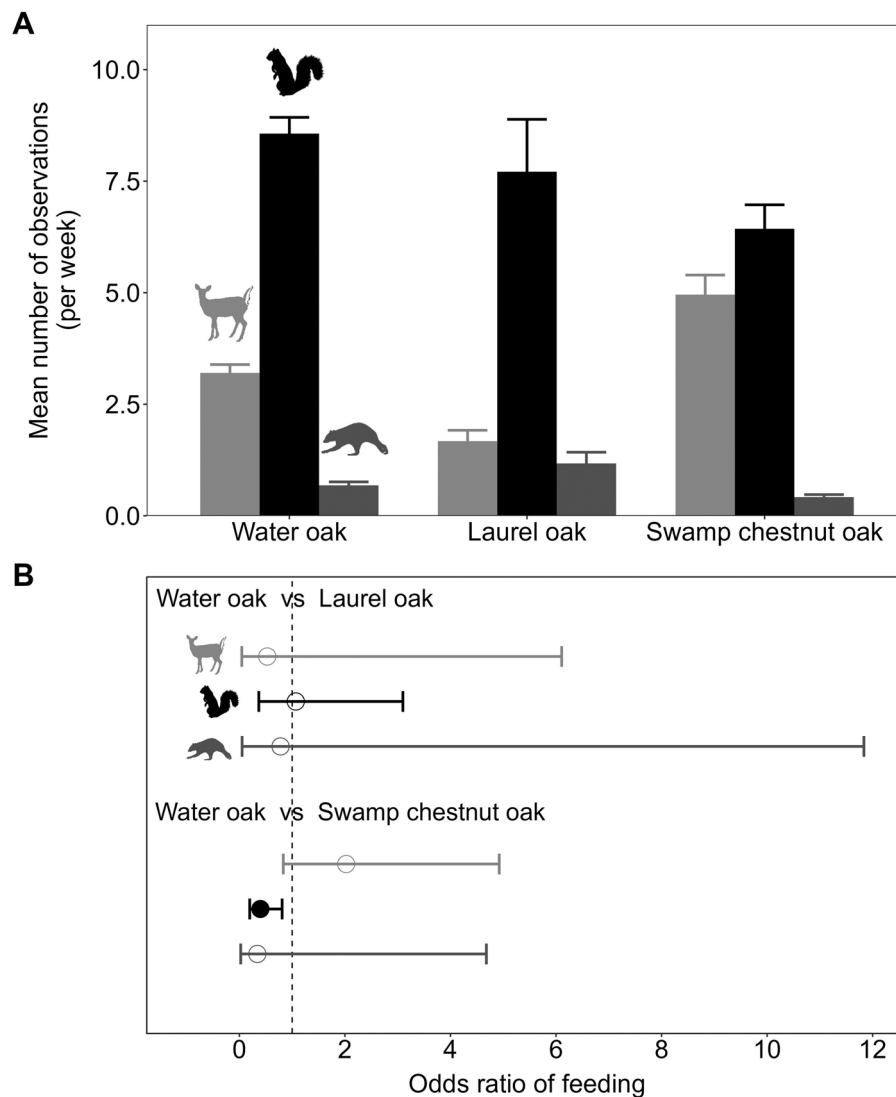 A
Mean number of observations
(per week)
10.0
7.5
5.0
2.5
0.0
Water oak
Laurel oak
Swamp chestnut oak
B
Water oak vs Laurel oak
Water oak vs Swamp chestnut oak
0 2 4 6 8 10 12
Odds ratio of feeding